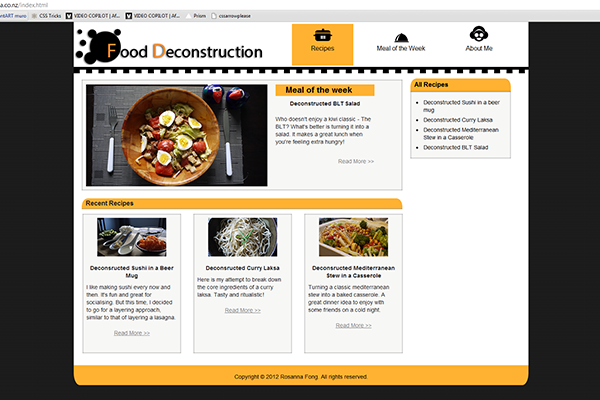 a.co.nz/index.html
CSS Tricks
VIDEO COPILOT | Af...
VIDEO COPILOT | Af...
Prism
cssarrowplease
Food Deconstruction
Recipes
Meal of the Week
About Me
Meal of the week
Deconstructed BLT Salad
Who doesn't enjoy a kiwi classic - The
BLT? What's better is turning it into a
salad. It makes a great lunch when
you're feeling extra hungry!
Read More >>
All Recipes
Deconstructed Sushi in a beer
mug
Deconstructed Curry Laksa
Deconstructed Mediterranean
Stew in a Casserole
Deconstructed BLT Salad
Recent Recipes
Deconstructed Sushi in a Beer
Mug
I like making sushi every now and
then. It's fun and great for
socialising. But this time, I decided
to go for a layering approach,
similar to that of layering a lasagna.
Read More >>
Deconstructed Curry Laksa
Here is my attempt to break down
the core ingredients of a curry
laksa. Tasty and ritualistic!
Read More >>
Deconstructed Mediterranean
Stew in a Casserole
Turning a classic mediterranean
stew into a baked casserole. A
great dinner idea to enjoy with
some friends on a cold night.
Read More >>
Copyright © 2012 Rosanna Fong. All rights reserved.